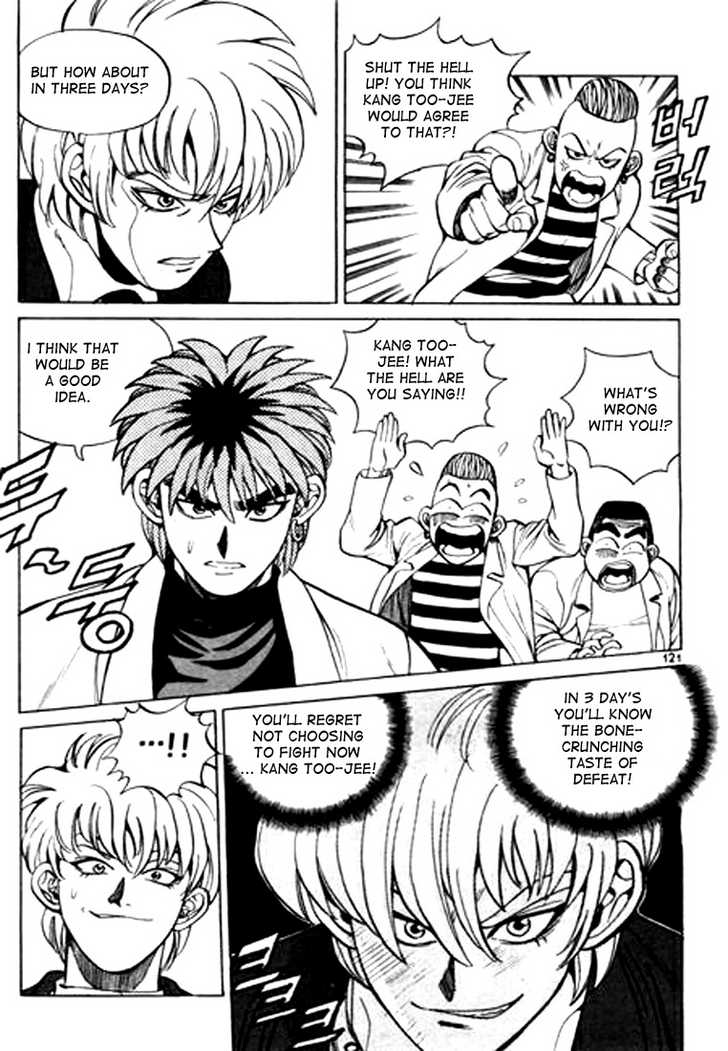 BUT HOW ABOUT
IN THREE DAYS?
SHUT THE HELL
UP! YOU THINK
KANG TOO-JEE
WOULD AGREE
TO THAT?!
버럭
I THINK THAT
WOULD BE
A GOOD
IDEA.
KANG TOO-
JEE! WHAT
THE HELL ARE
YOU SAYING!!
WHAT'S
WRONG
WITH YOU!?
121
...!!
YOU'LL REGRET
NOT CHOOSING
TO FIGHT NOW
... KANG TOO-JEE!
IN 3 DAY'S
YOU'LL KNOW
THE BONE-
CRUNCHING
TASTE OF
DEFEAT!